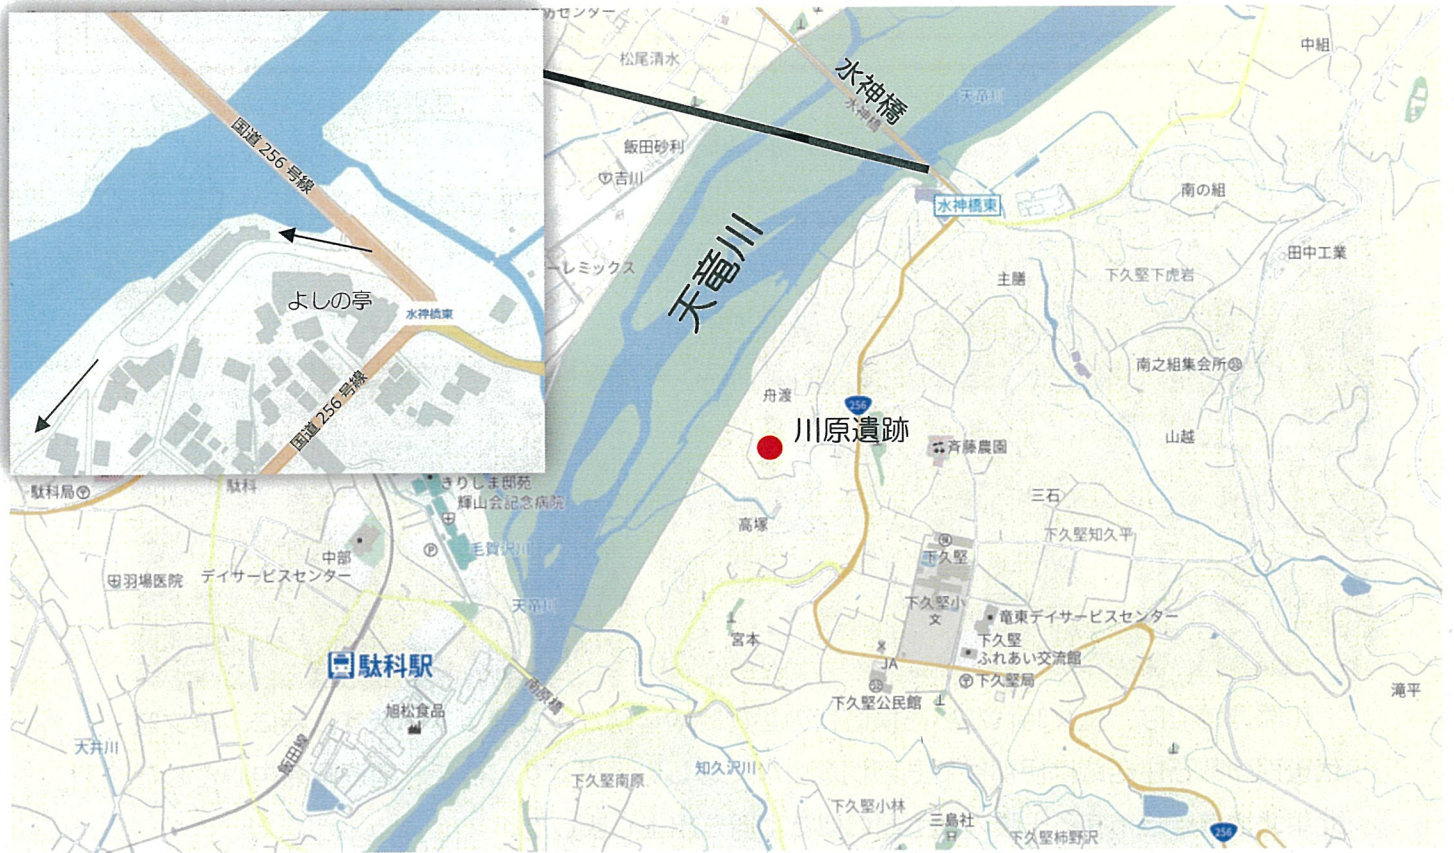 国道 256 号線
よしの亭
水神橋東
国道 256 号線
松尾清水
水神橋
水神橋
天竜川
中組
飯田砂利
吉川
水神橋東
南の組
田中工業
ーレミックス
天竜川
主膳
下久堅下虎岩
南之組集会所
舟渡
256
川原遺跡
斉藤農園
山越
駄科局
駄科
きりしま邸苑
輝山会記念病院
三石
高塚
下久堅知久平
中部
デイサービスセンター
羽場医院
毛賀沢川
下久堅
天竜川
下久堅小
文
竜東デイサービスセンター
宮本
下久堅
ふれあい交流館
JA
下久堅局
駄科駅
南原橋
下久堅公民館
滝平
旭松食品
天井川
飯田線
知久沢川
下久堅南原
下久堅小林
三島社
下久堅柿野沢
256